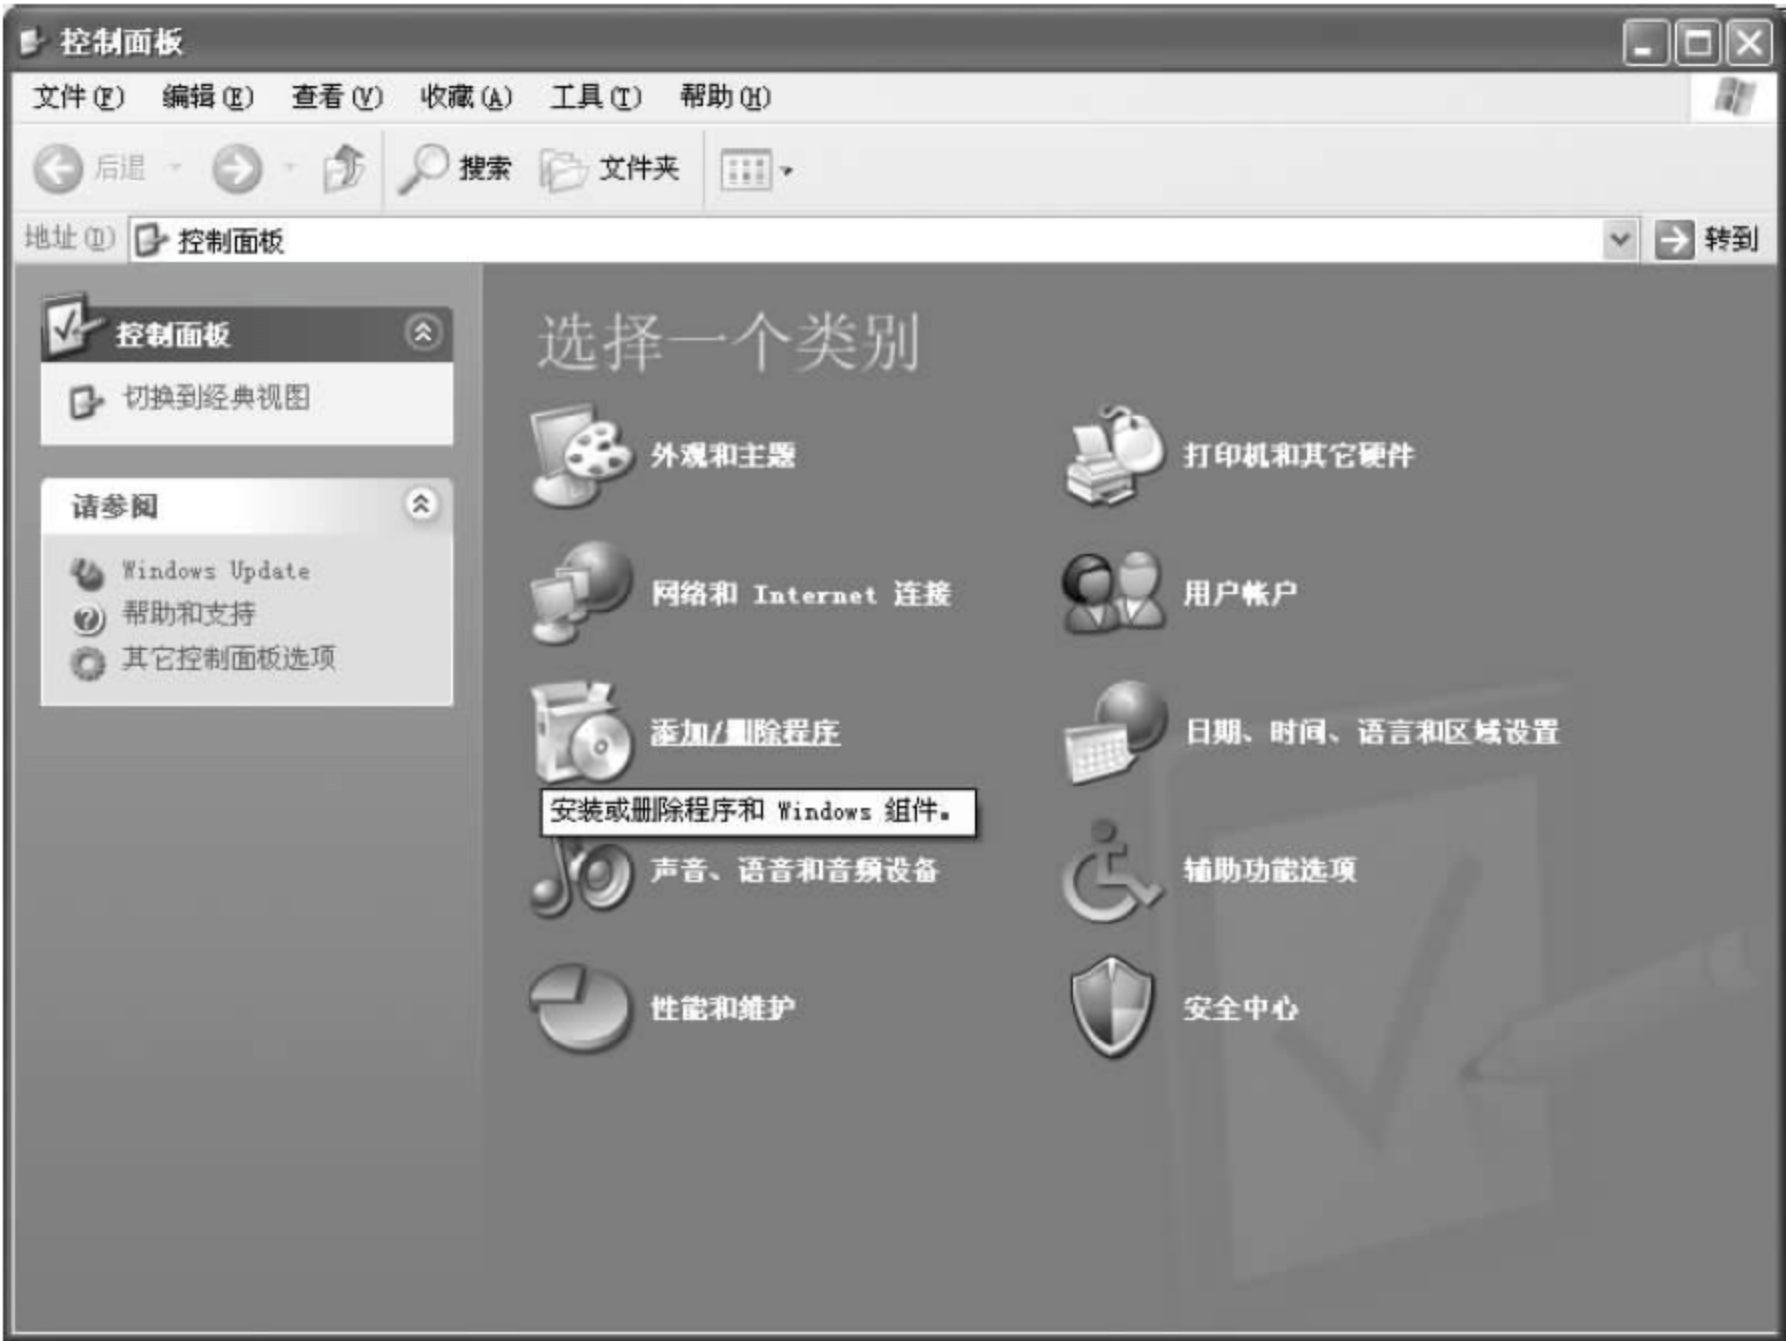 控制面板
文件(F) 编辑(E) 查看(V) 收藏(A) 工具(T) 帮助(H)
后退 搜索 文件夹
地址(D) 控制面板 转到
控制面板
切换到经典视图
请参阅
Windows Update
帮助和支持
其它控制面板选项
选择一个类别
外观和主题 打印机和其它硬件
网络和 Internet 连接 用户帐户
添加/删除程序 日期、时间、语言和区域设置
安装或删除程序和 Windows 组件。
声音、语音和音频设备 辅助功能选项
性能和维护 安全中心